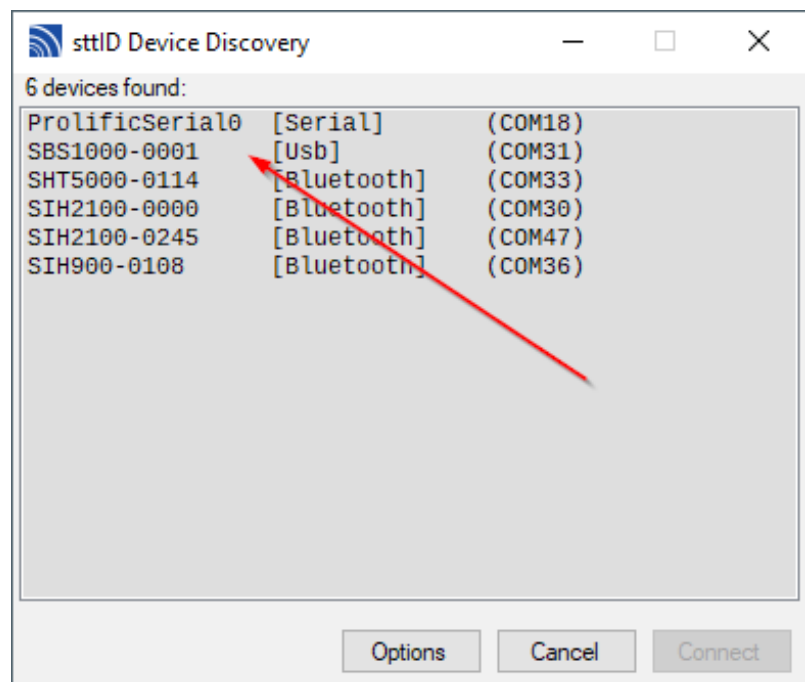 sttID Device Discovery
6 devices found:
ProlificSerial0 [Serial] (COM18)
SBS1000-0001 [Usb] (COM31)
SHT5000-0114 [Bluetooth] (COM33)
SIH2100-0000 [Bluetooth] (COM30)
SIH2100-0245 [Bluetooth] (COM47)
SIH900-0108 [Bluetooth] (COM36)
Options Cancel Connect